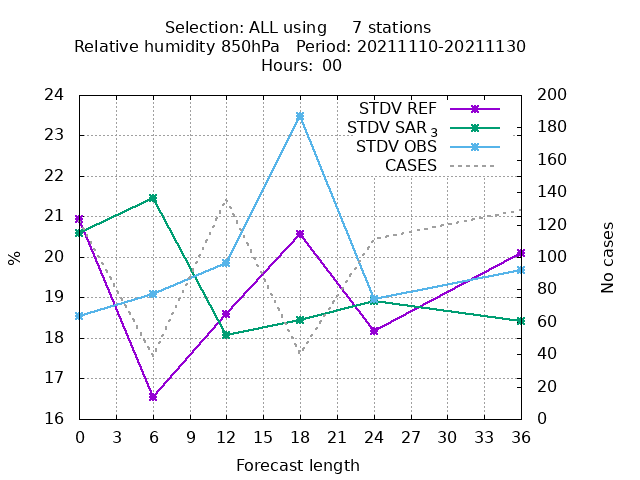 Selection: ALL using 7 stations
Relative humidity 850hPa Period: 20211110-20211130
Hours: 00
24 200
23 180
22 160
21 140
20 120
19 100
18 80
17 60
16 40
20
0
STDV REF
STDV SAR 3
STDV OBS
CASES
%
No cases
0 3 6 9 12 15 18 21 24 27 30 33 36
Forecast length